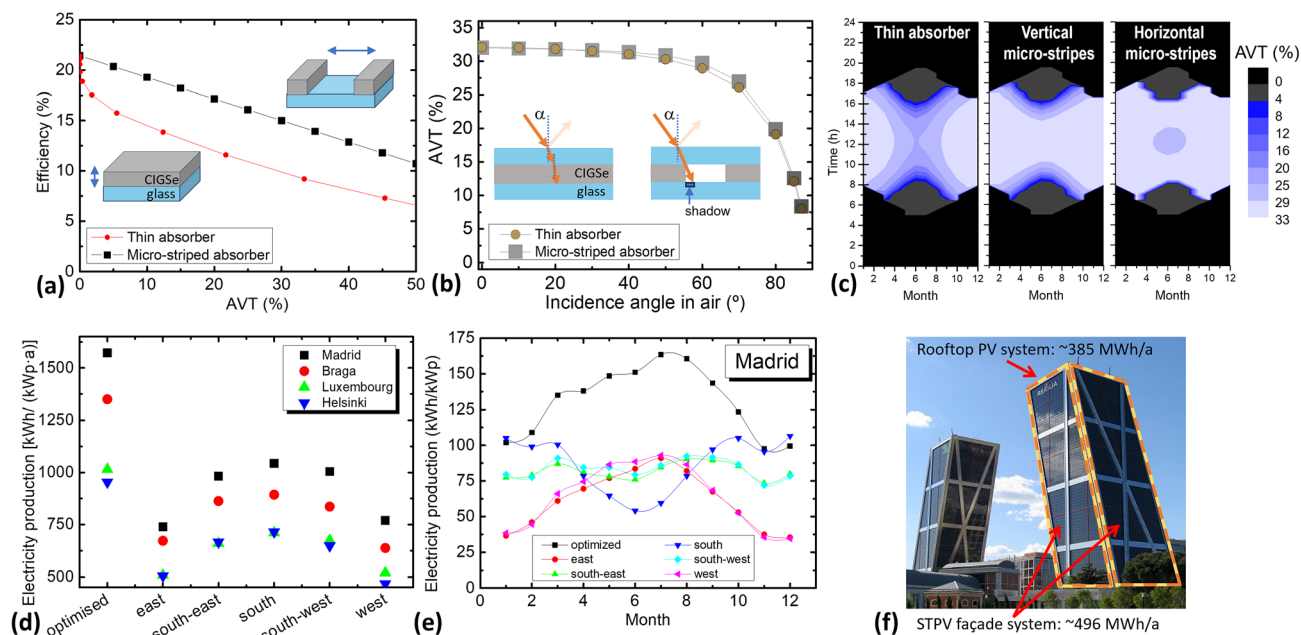 25
20
15
10
5
0
Efficiency (%)
CIGSe
glass
Thin absorber
Micro-striped absorber
0 10 20 30 40 50
AVT (%)
(a)
35
30
25
20
15
10
5
0
AVT (%)
α
α
CIGSe
glass
shadow
Thin absorber
Micro-striped absorber
0 20 40 60 80
Incidence angle in air (º)
(b)
24
22
20
18
16
14
12
10
8
6
4
2
0
Time (h)
Thin absorber
Vertical
micro-stripes
Horizontal
micro-stripes
2 4 6 8 10 12
2 4 6 8 10 12
2 4 6 8 10 12
Month
Month
Month
AVT (%)
0
4
8
16
20
25
29
33
(c)
1500
1250
1000
750
500
Electricity production [kWh/ (kWp·a)]
Madrid
Braga
Luxembourg
Helsinki
optimised
east
south-east
south
south-west
west
(d)
175
150
125
100
75
50
25
0
Electricity production (kWh/kWp)
Madrid
optimized
east
south-east
south
south-west
west
0 2 4 6 8 10 12
Month
(e)
Rooftop PV system: ~385 MWh/a
REALIA
STPV façade system: ~496 MWh/a
(f)